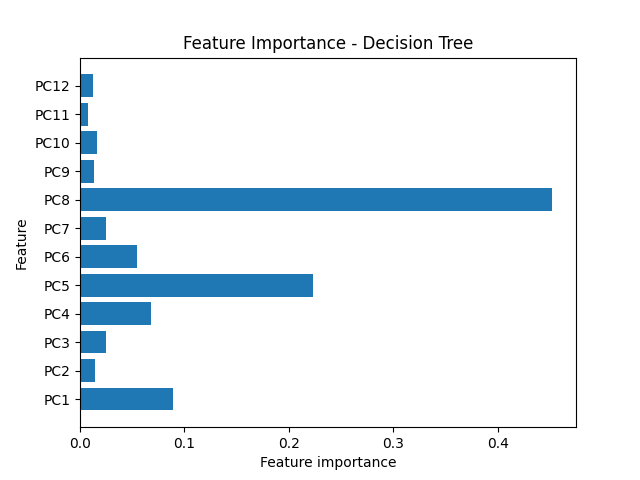 Feature Importance - Decision Tree
PC12
PC11
PC10
PC9
PC8
PC7
PC6
PC5
PC4
PC3
PC2
PC1
Feature
0.0 0.1 0.2 0.3 0.4
Feature importance